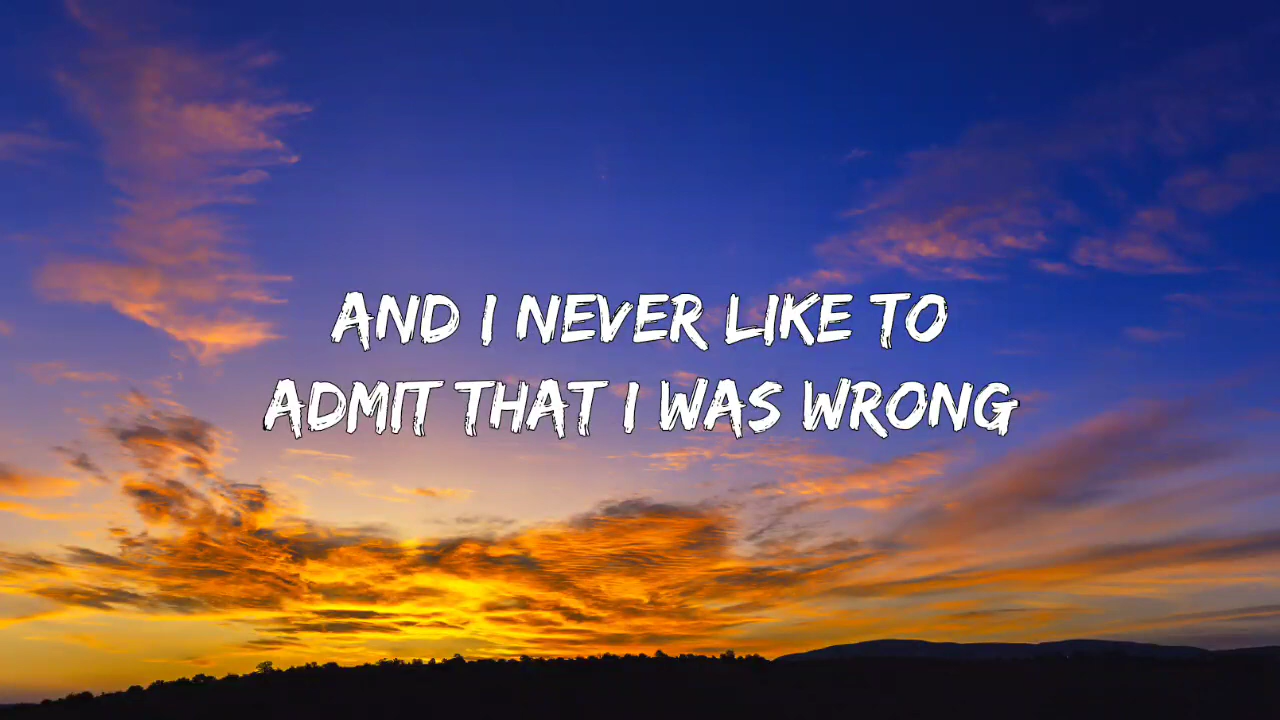 AND I NEVER LIKE TO
ADMIT THAT I WAS WRONG